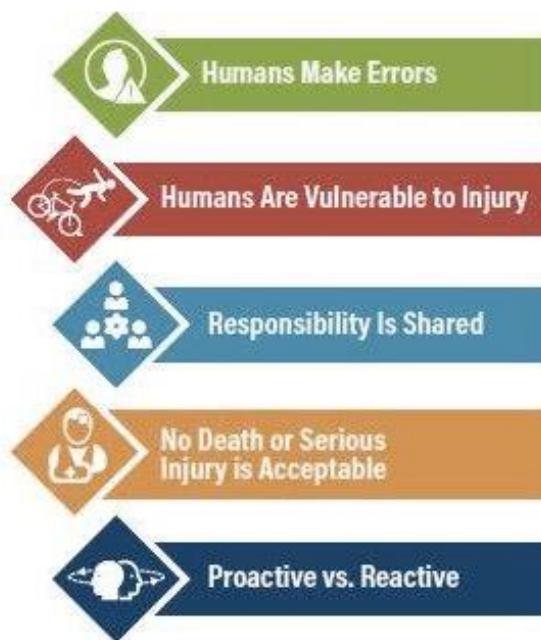 Humans Make Errors
Humans Are Vulnerable to Injury
Responsibility Is Shared
No Death or Serious
Injury is Acceptable
Proactive vs. Reactive